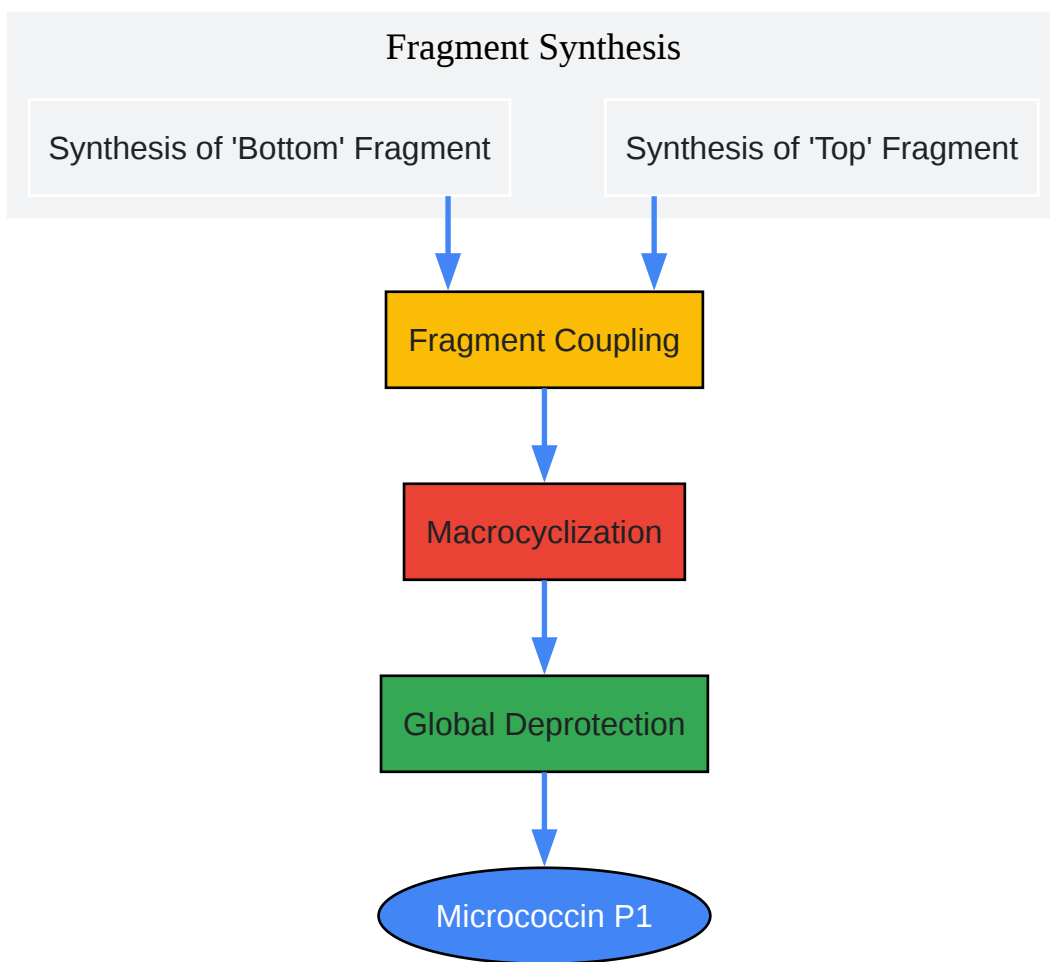 Fragment Synthesis
Synthesis of 'Bottom' Fragment
Synthesis of 'Top' Fragment
Fragment Coupling
Macrocyclization
Global Deprotection
Micrococcin P1